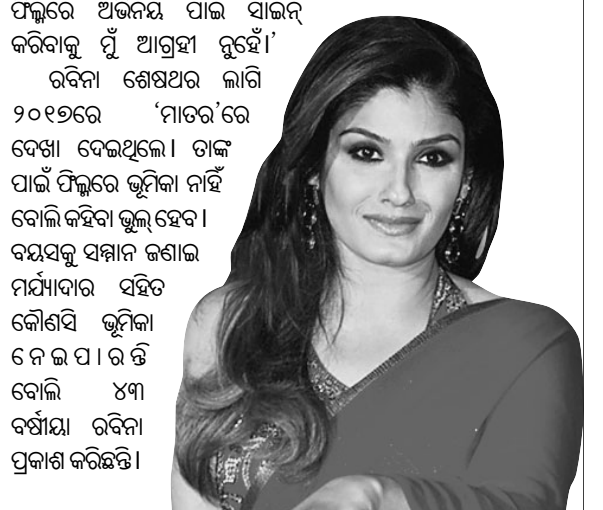 ଫିଲ୍ମରେ ଅଭିନୟ ପାଇଁ ସାଇନ୍
କରିବାକୁ ମୁଁ ଆଗ୍ରହୀ ନୁହେଁ।’
ରବିନା ଶେଷଥର ଲାଗି
୨୦୧୭ରେ ‘ମାତର’ରେ
ଦେଖା ଦେଇଥିଲେ। ତାଙ୍କ
ପାଇଁ ଫିଲ୍ମରେ ଭୂମିକା ନାହିଁ
ବୋଲି କହିବା ଭୁଲ୍ ହେବ।
ବୟସକୁ ସମ୍ମାନ ଜଣାଇ
ମର୍ଯ୍ୟାଦାର ସହିତ
କୌଣସି ଭୂମିକା
ନେଇପାରନ୍ତି
ବୋଲି ୪୩
ବର୍ଷୀୟା ରବିନା
ପ୍ରକାଶ କରିଛନ୍ତି।